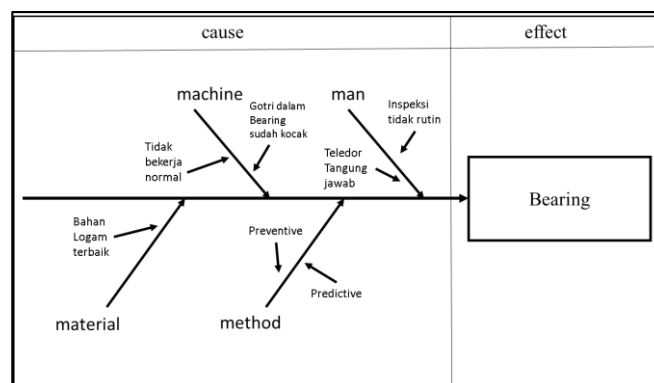 cause
effect
machine
man
Gotri dalam
Bearing
sudah kocak
Inspeksi
tidak rutin
Tidak
bekerja
normal
Teledor
Tangung
jawab
Bearing
Bahan
Logam
terbaik
Preventive
Predictive
material
method